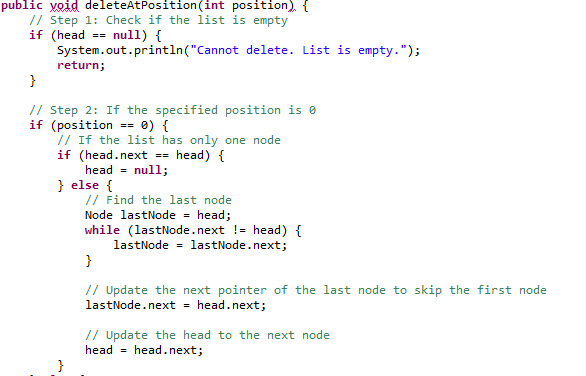 public void deleteAtPosition(int position) {
// Step 1: Check if the list is empty
if (head == null) {
System.out.println("Cannot delete. List is empty.");
return;
}
// Step 2: If the specified position is 0
if (position == 0) {
// If the list has only one node
if (head.next == head) {
head = null;
} else {
// Find the last node
Node lastNode = head;
while (lastNode.next != head) {
lastNode = lastNode.next;
}
// Update the next pointer of the last node to skip the first node
lastNode.next = head.next;
// Update the head to the next node
head = head.next;
}